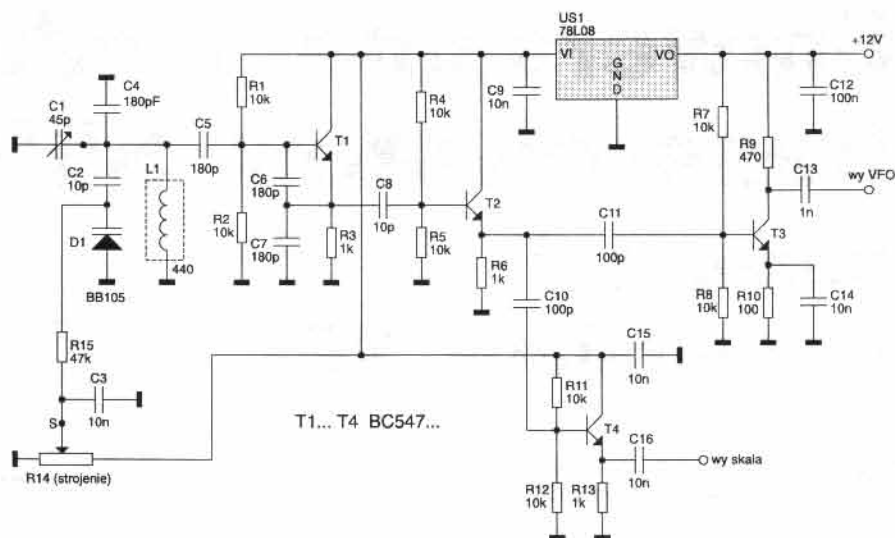 US1
78L08
+12V
VI
VO
G
N
D
C4
180pF
C1
45p
C5
180p
R1
10k
T1
R4
10k
C9
10n
C12
100n
R7
10k
R9
470
C13
1n
wy VFO
C2
10p
L1
440
C6
180p
C8
10p
T2
C11
100p
T3
D1
BB105
R2
10k
C7
180p
R3
1k
R5
10k
R6
1k
C10
100p
R8
10k
R10
100
C14
10n
R15
47k
C3
10n
C15
10n
R11
10k
T4
S
T1... T4 BC547...
C16
10n
wy skala
R14 (strojenie)
R12
10k
R13
1k